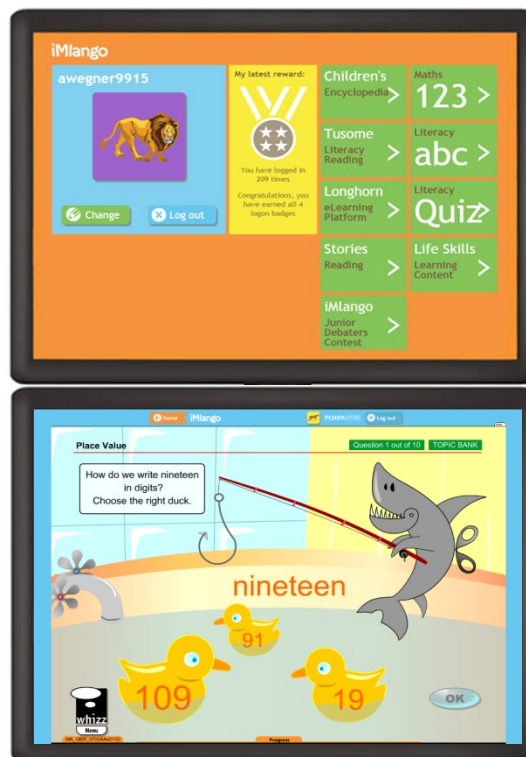 iMlango
awegner9915
Change
Log out
My latest reward:
You have logged in
209 times
Congratulations, you
have earned all 4
logon badges
Children's
Encyclopedia
Maths
123
Tusome
Literacy
Reading
Literacy
abc
Longhorn
eLearning
Platform
Literacy
Quiz
Stories
Reading
Life Skills
Learning
Content
iMlango
Junior
Debaters
Contest
Home
iMlango
Log out
Place Value
Question 1 out of 10
TOPIC BANK
How do we write nineteen
in digits?
Choose the right duck.
nineteen
91
109
19
OK
whizz
Menu
Progress